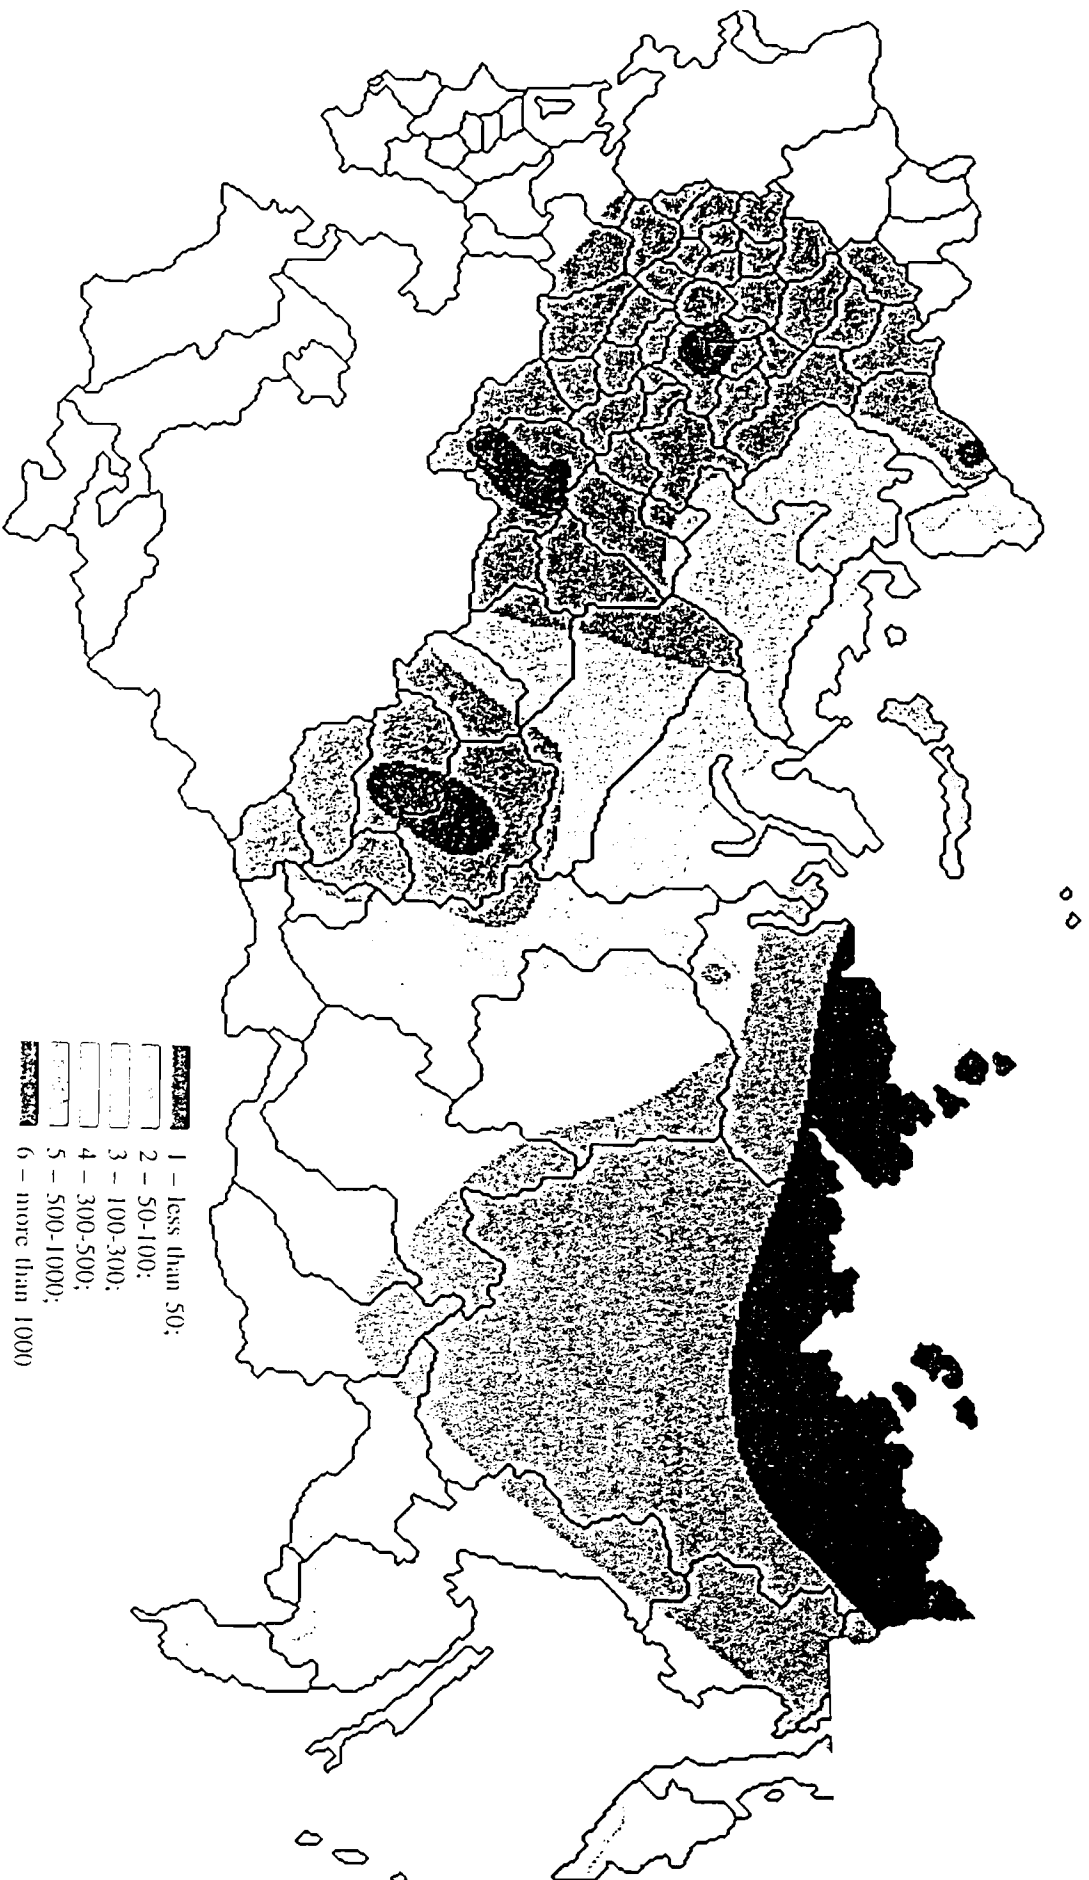 1 – less than 50;
2 – 50-100;
3 – 100-300;
4 – 300-500;
5 – 500-1000;
6 – more than 1000